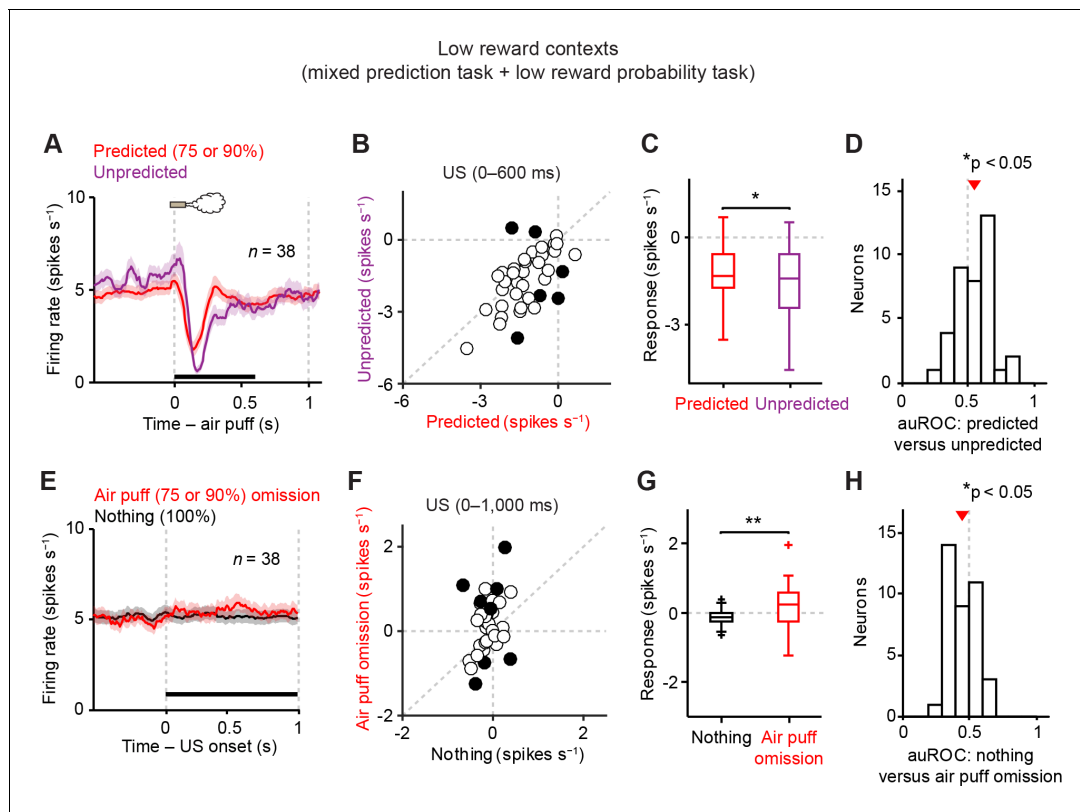 Low reward contexts
(mixed prediction task + low reward probability task)
A
Predicted (75 or 90%)
Unpredicted
10
5
0
n = 38
Firing rate (spikes s⁻¹)
0
0.5
1
Time – air puff (s)
B
US (0–600 ms)
Unpredicted (spikes s⁻¹)
0
-3
-6
-6
-3
0
Predicted (spikes s⁻¹)
C
*
Response (spikes s⁻¹)
0
-3
Predicted
Unpredicted
D
*p < 0.05
Neurons
15
10
5
0
0
0.5
1
auROC: predicted
versus unpredicted
E
Air puff (75 or 90%) omission
Nothing (100%)
10
5
0
n = 38
Firing rate (spikes s⁻¹)
0
0.5
1
Time – US onset (s)
F
US (0–1,000 ms)
Air puff omission (spikes s⁻¹)
2
0
-2
-2
0
2
Nothing (spikes s⁻¹)
G
**
Response (spikes s⁻¹)
2
0
-2
Nothing
Air puff
omission
H
*p < 0.05
Neurons
15
10
5
0
0
0.5
1
auROC: nothing
versus air puff omission